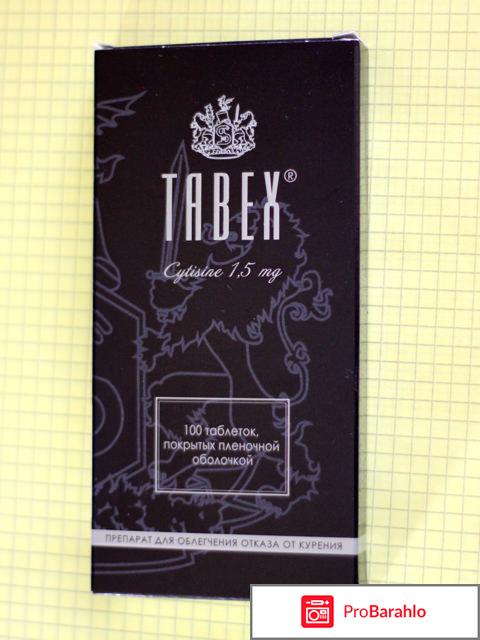 S
TABEX®
Cytisine 1,5 mg
100 таблеток,
покрытых пленочной
оболочкой
ПРЕПАРАТ ДЛЯ ОБЛЕГЧЕНИЯ ОТКАЗА ОТ КУРЕНИЯ
ProBarahlo